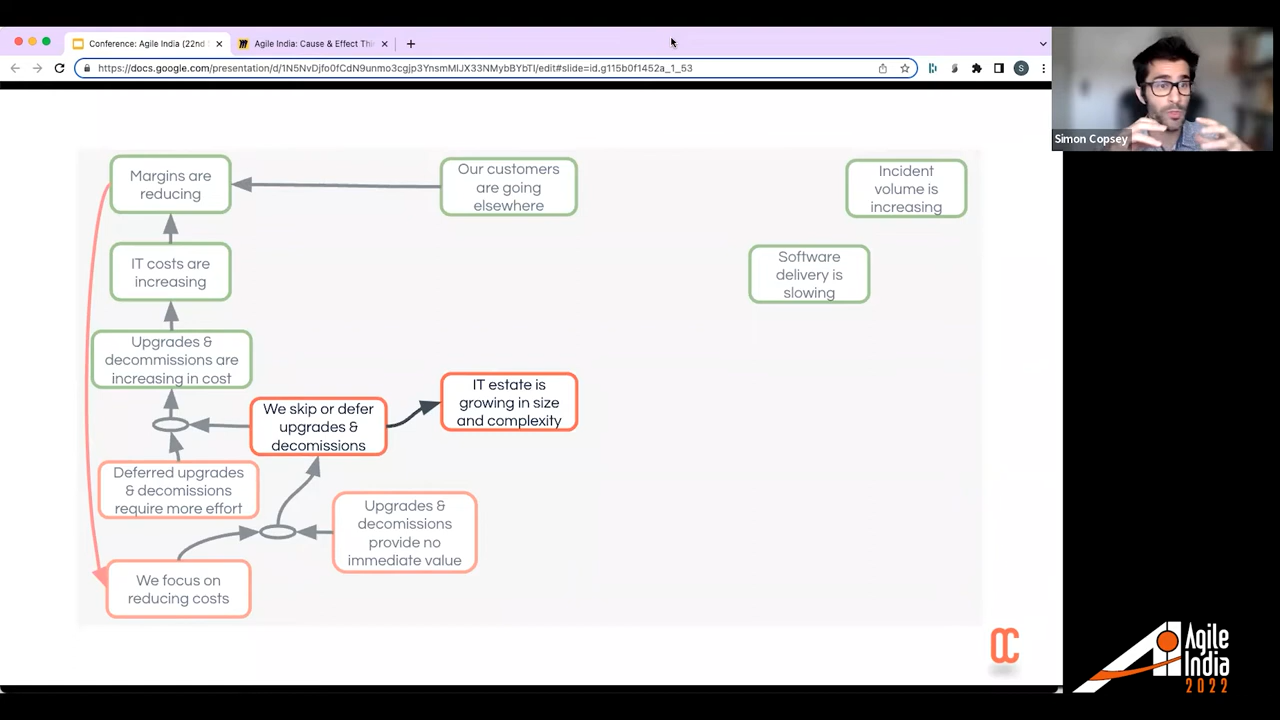 Conference: Agile India (22nd
Agile India: Cause & Effect Thi
https://docs.google.com/presentation/d/1N5NvDjfo0fCdN9unmo3cgjp3YnsmMlJX33NMybBYbTI/edit#slide=id.g115b0f1452a_1_53
S
Simon Copsey
Margins are
reducing
Our customers
are going
elsewhere
Incident
volume is
increasing
IT costs are
increasing
Software
delivery is
slowing
Upgrades &
decommissions are
increasing in cost
We skip or defer
upgrades &
decomissions
IT estate is
growing in size
and complexity
Deferred upgrades
& decomissions
require more effort
Upgrades &
decomissions
provide no
immediate value
We focus on
reducing costs
OC
Agile
India
2022